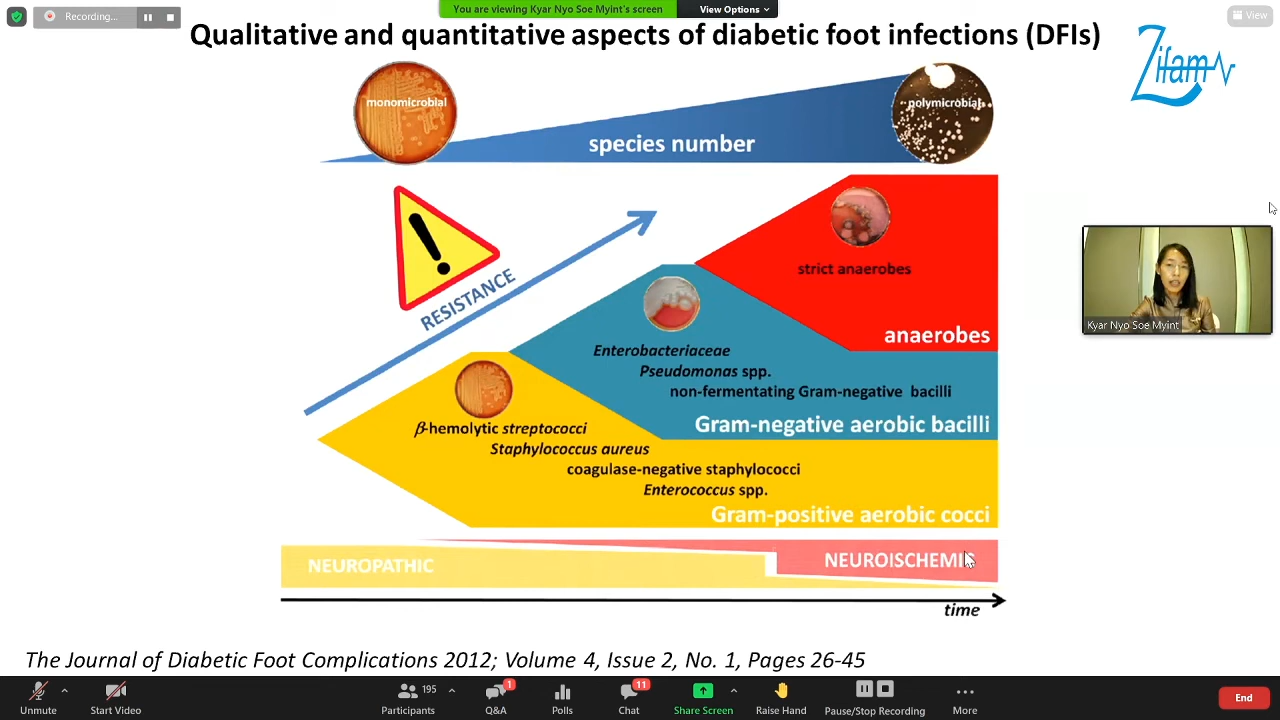 Recording...
You are viewing Kyar Nyo Soe Myint's screen
View Options
View
Qualitative and quantitative aspects of diabetic foot infections (DFIs)
Zifam
monomicrobial
polymicrobial
species number
RESISTANCE
strict anaerobes
anaerobes
Enterobacteriaceae
Pseudomonas spp.
non-fermentating Gram-negative bacilli
Gram-negative aerobic bacilli
β-hemolytic streptococci
Staphylococcus aureus
coagulase-negative staphylococci
Enterococcus spp.
Gram-positive aerobic cocci
Kyar Nyo Soe Myint
NEUROPATHIC
NEUROISCHEMIC
time
The Journal of Diabetic Foot Complications 2012; Volume 4, Issue 2, No. 1, Pages 26-45
195
1
11
Unmute
Start Video
Participants
Q&A
Polls
Chat
Share Screen
Raise Hand
Pause/Stop Recording
More
End